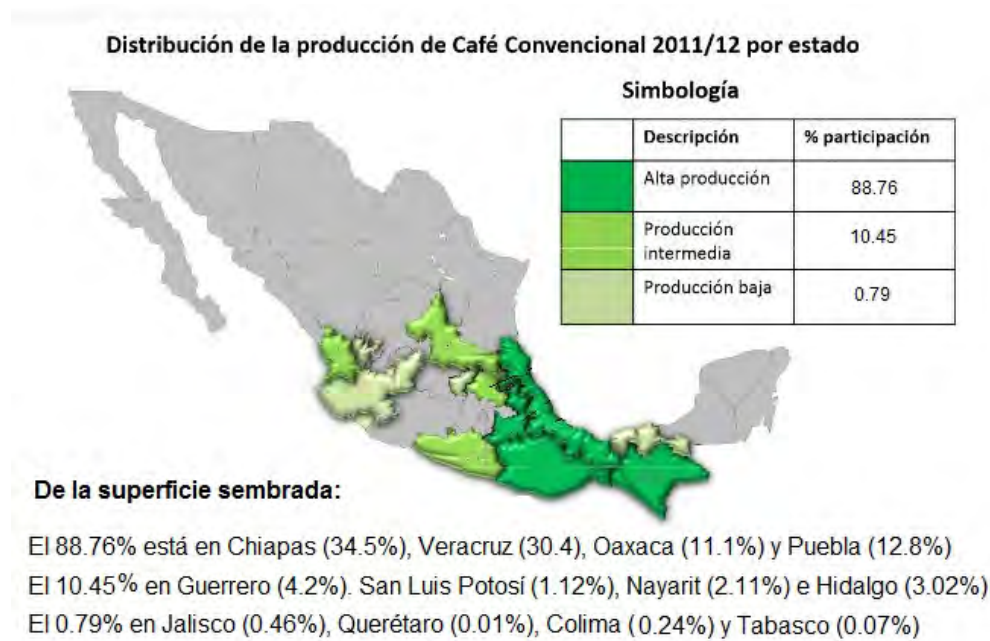 Distribución de la producción de Café Convencional 2011/12 por estado
Simbología
Descripción % participación
Alta producción 88.76
Producción
intermedia 10.45
Producción baja 0.79
De la superficie sembrada:
El 88.76% está en Chiapas (34.5%), Veracruz (30.4), Oaxaca (11.1%) y Puebla (12.8%)
El 10.45% en Guerrero (4.2%). San Luis Potosí (1.12%), Nayarit (2.11%) e Hidalgo (3.02%)
El 0.79% en Jalisco (0.46%), Querétaro (0.01%), Colima (0.24%) y Tabasco (0.07%)